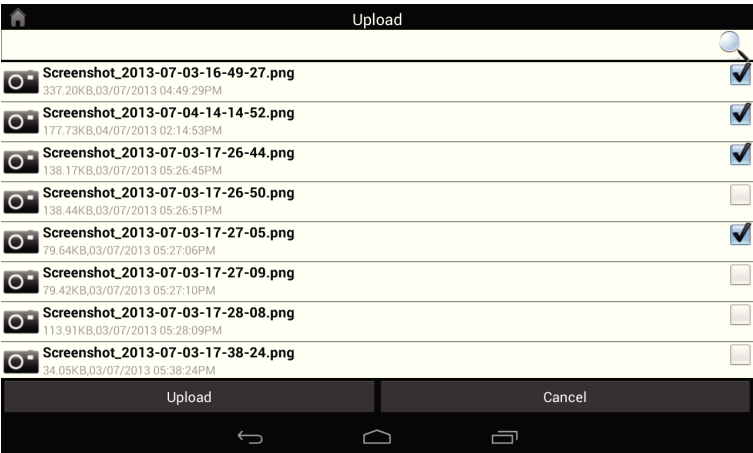 Upload
Screenshot_2013-07-03-16-49-27.png
337.20KB,03/07/2013 04:49:29PM
Screenshot_2013-07-04-14-14-52.png
177.73KB,04/07/2013 02:14:53PM
Screenshot_2013-07-03-17-26-44.png
138.17KB,03/07/2013 05:26:45PM
Screenshot_2013-07-03-17-26-50.png
138.44KB,03/07/2013 05:26:51PM
Screenshot_2013-07-03-17-27-05.png
79.64KB,03/07/2013 05:27:06PM
Screenshot_2013-07-03-17-27-09.png
79.42KB,03/07/2013 05:27:10PM
Screenshot_2013-07-03-17-28-08.png
113.91KB,03/07/2013 05:28:09PM
Screenshot_2013-07-03-17-38-24.png
34.05KB,03/07/2013 05:38:24PM
Upload Cancel